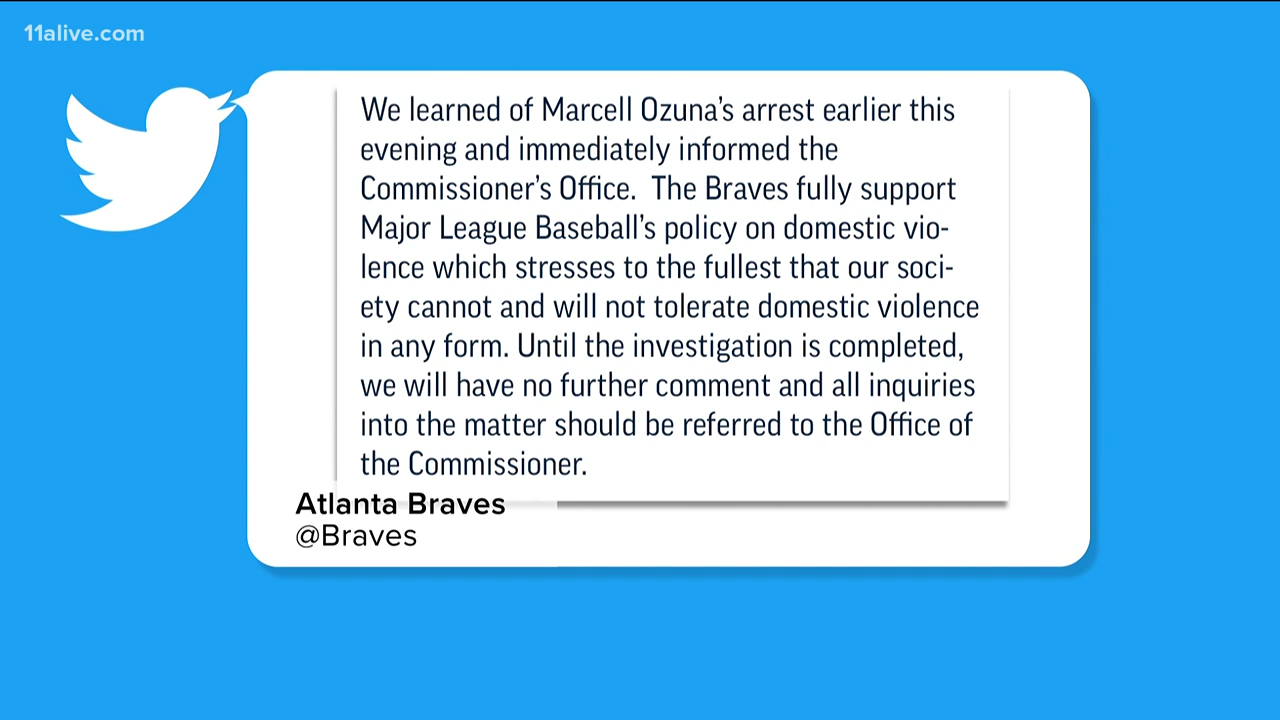 11alive.com
We learned of Marcell Ozuna's arrest earlier this
evening and immediately informed the
Commissioner's Office.  The Braves fully support
Major League Baseball's policy on domestic vio-
lence which stresses to the fullest that our soci-
ety cannot and will not tolerate domestic violence
in any form. Until the investigation is completed,
we will have no further comment and all inquiries
into the matter should be referred to the Office of
the Commissioner.
Atlanta Braves
@Braves